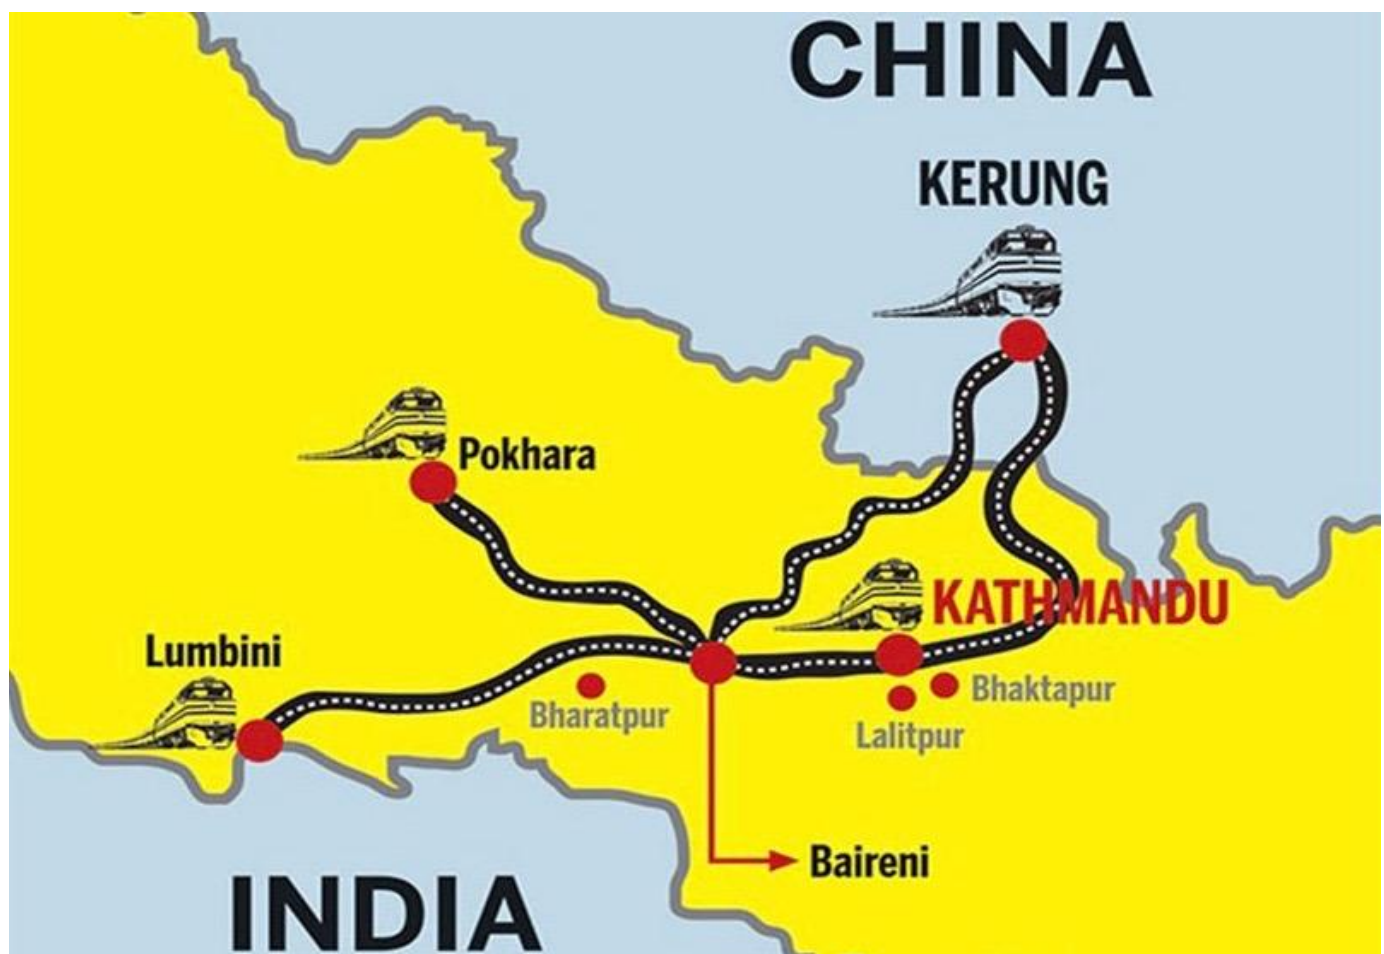 CHINA
KERUNG
Pokhara
KATHMANDU
Lumbini
Bhaktapur
Bharatpur
Lalitpur
Baireni
INDIA